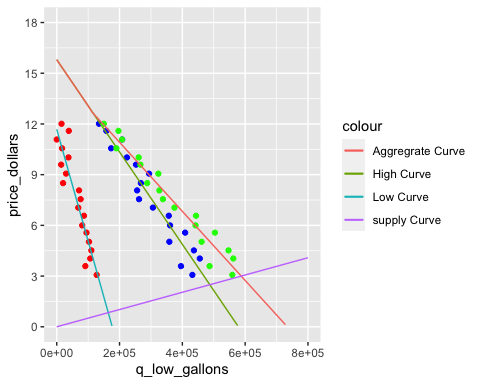 18
15
12
9
6
3
0
price_dollars
0e+00 2e+05 4e+05 6e+05 8e+05
q_low_gallons
colour
Aggregrate Curve
High Curve
Low Curve
supply Curve